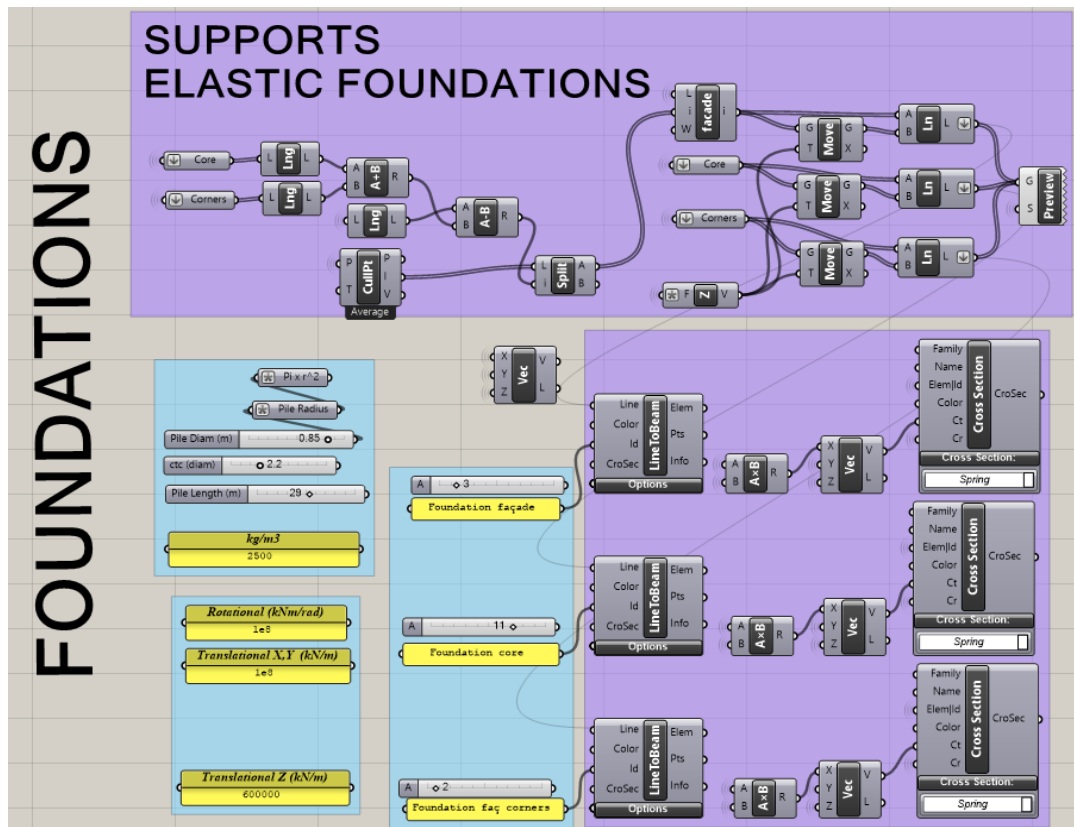 FOUNDATIONS
SUPPORTS
ELASTIC FOUNDATIONS
Core
L Lng L
Corners
L Lng L
A B A+B R
L Lng L
A B A-B R
P T CullPt P I V
Average
L i Split A B
L i W facade i
Core
Corners
F Z V
G T Move G X
G T Move G X
G T Move G X
A B Ln L
A B Ln L
A B Ln L
G S Preview
Pi x r^2
Pile Radius
Pile Diam (m) 0.85
ctc (diam) 2.2
Pile Length (m) 29
kg/m3
2500
Rotational (kNm/rad)
1e8
Translational X,Y (kN/m)
1e8
Translational Z (kN/m)
600000
X Y Z Vec V L
A 3
Foundation façade
Line Color Id CroSec LineToBeam Elem Pts Info
Options
A B A×B R
X Y Z Vec V L
Family Name Elem|Id Color Ct Cr Cross Section CroSec
Cross Section:
Spring
A 11
Foundation core
Line Color Id CroSec LineToBeam Elem Pts Info
Options
A B A×B R
X Y Z Vec V L
Family Name Elem|Id Color Ct Cr Cross Section CroSec
Cross Section:
Spring
A 2
Foundation faç corners
Line Color Id CroSec LineToBeam Elem Pts Info
Options
A B A×B R
X Y Z Vec V L
Family Name Elem|Id Color Ct Cr Cross Section CroSec
Cross Section:
Spring